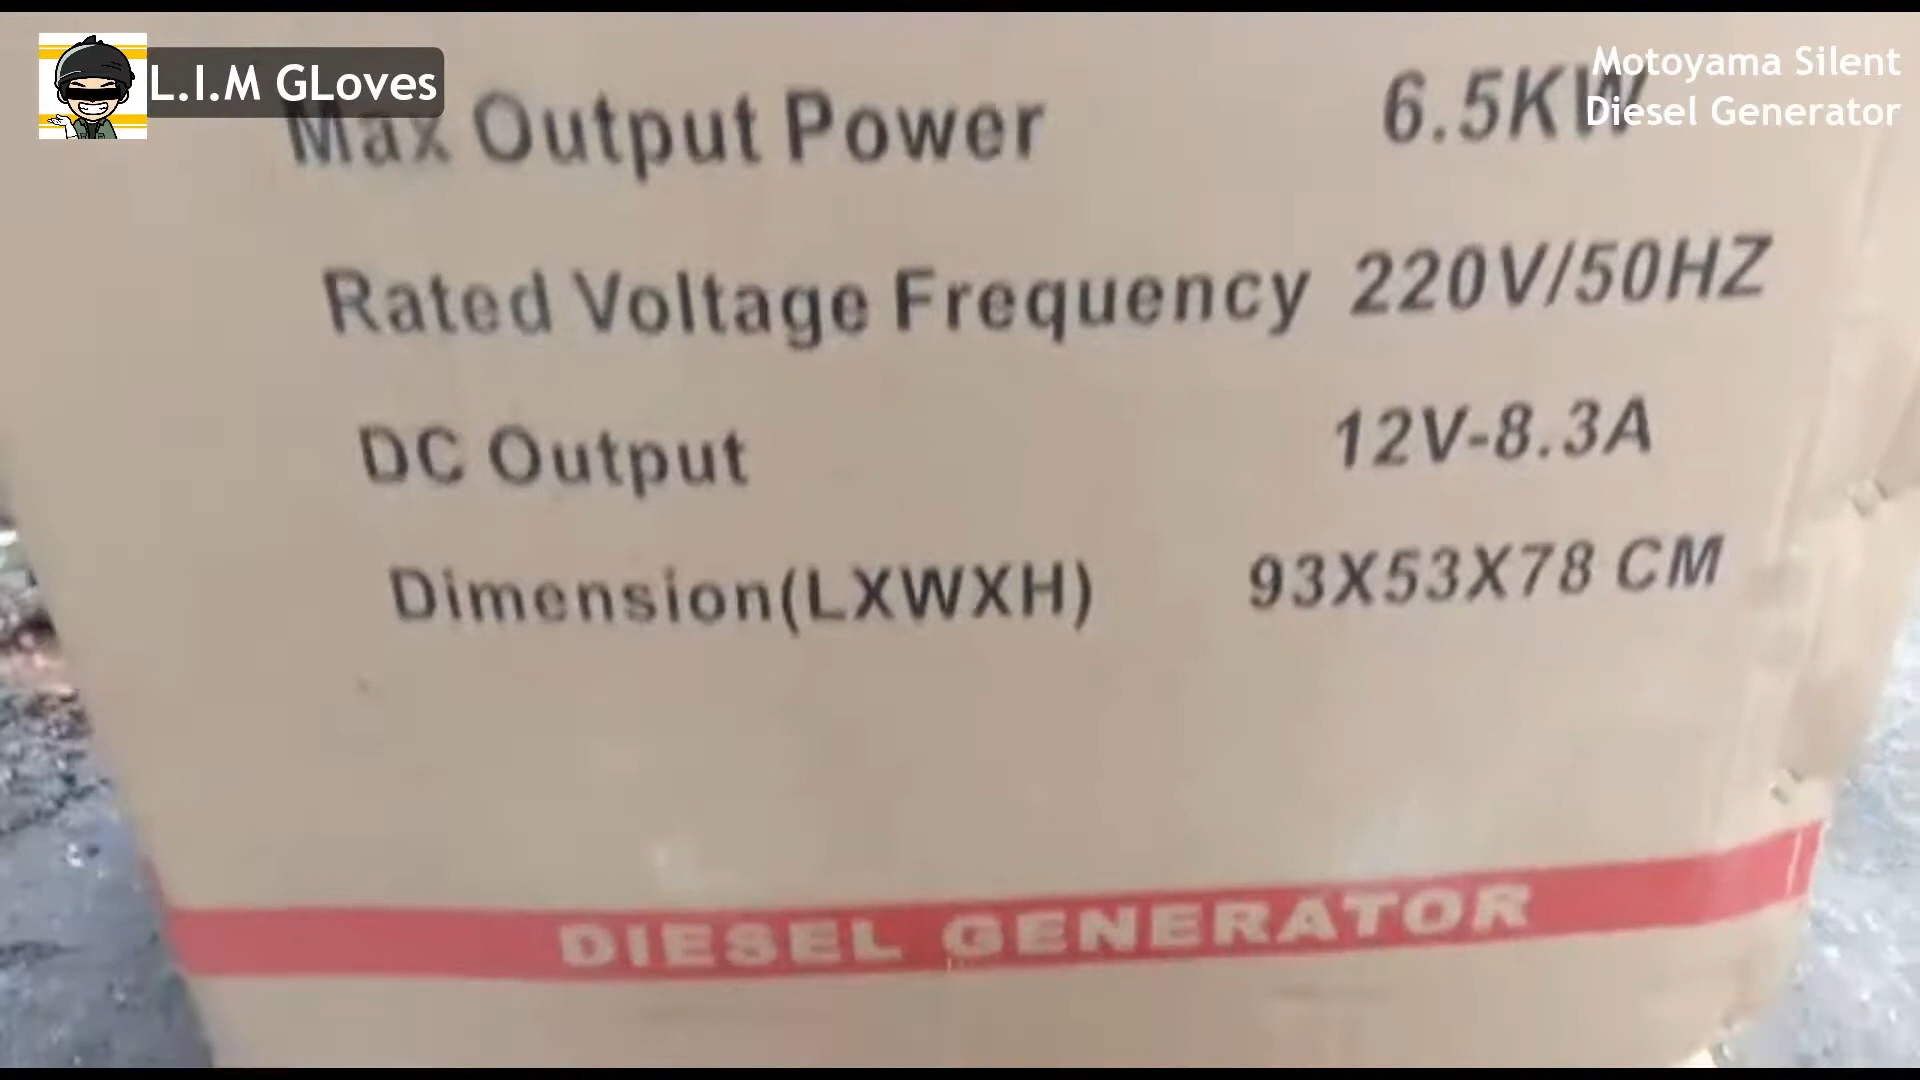 L.I.M GLoves
Motoyama Silent
Diesel Generator
Max Output Power 6.5KW
Rated Voltage Frequency 220V/50HZ
DC Output 12V-8.3A
Dimension(LXWXH) 93X53X78 CM
DIESEL GENERATOR